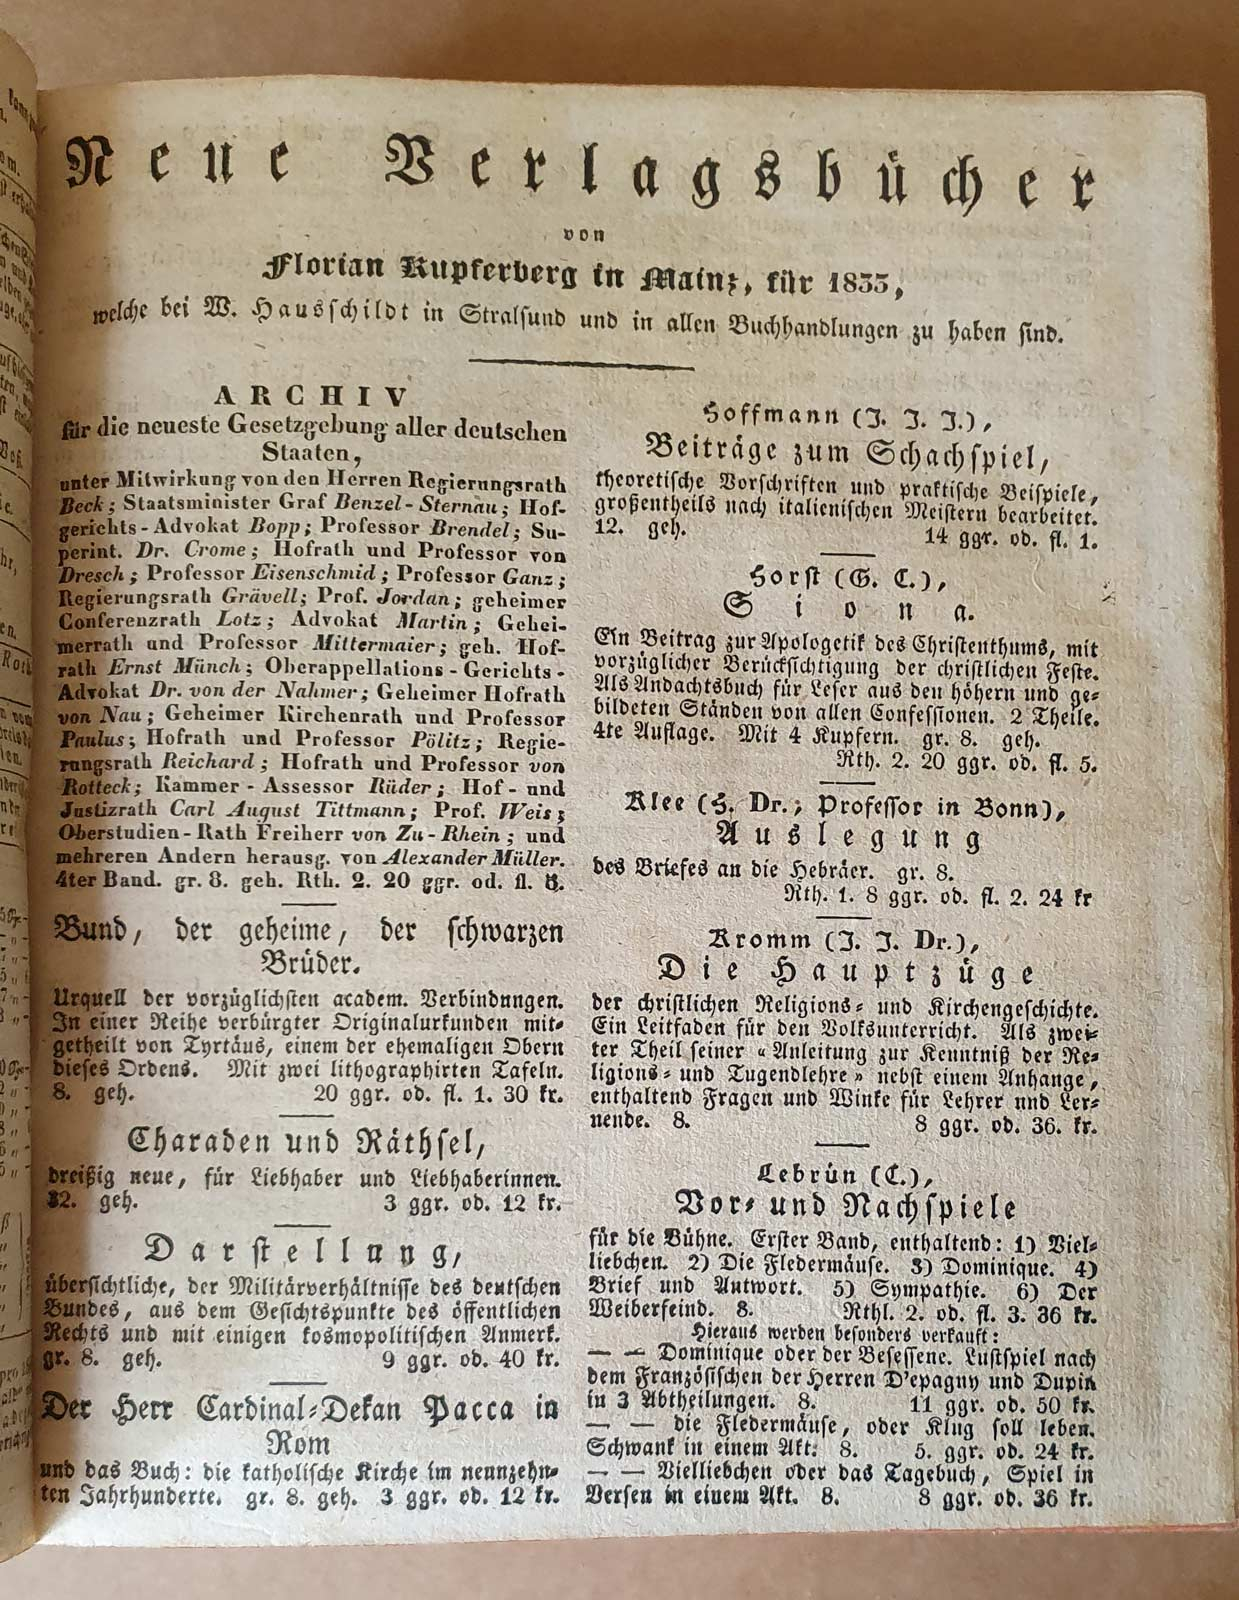 Neue Verlagsbücher
von
Florian Kupferberg in Mainz, für 1835,
welche bei W. Hausschildt in Stralsund und in allen Buchhandlungen zu haben sind.
ARCHIV
für die neueste Gesetzgebung aller deutschen
Staaten,
unter Mitwirkung von den Herren Regierungsrath
Beck; Staatsminister Graf Benzel-Sternau; Hof-
gerichts-Advokat Bopp; Professor Brendel; Su-
perint. Dr. Crome; Hofrath und Professor von
Dresch; Professor Eisenschmid; Professor Ganz;
Regierungsrath Grävell; Prof. Jordan; geheimer
Conferenzrath Lotz; Advokat Martin; Gehei-
merrath und Professor Mittermaier; geh. Hof-
rath Ernst Münch; Oberappellations-Gerichts-
Advokat Dr. von der Nahmer; Geheimer Hofrath
von Nau; Geheimer Kirchenrath und Professor
Paulus; Hofrath und Professor Pölitz; Regie-
rungsrath Reichard; Hofrath und Professor von
Rotteck; Kammer-Assessor Rüder; Hof- und
Justizrath Carl August Tittmann; Prof. Weis;
Oberstudien-Rath Freiherr von Zu-Rhein; und
mehreren Andern herausg. von Alexander Müller.
4ter Band. gr. 8. geh. Rth. 2. 20 ggr. od. fl. 5.
Bund, der geheime, der schwarzen
Brüder.
Urquell der vorzüglichsten academ. Verbindungen.
In einer Reihe verbürgter Originalurkunden mit-
getheilt von Tyrtäus, einem der ehemaligen Obern
dieses Ordens. Mit zwei lithographirten Tafeln.
8. geh. 20 ggr. od. fl. 1. 30 kr.
Charaden und Räthsel,
dreißig neue, für Liebhaber und Liebhaberinnen.
32. geh. 3 ggr. od. 12 kr.
Darstellung,
übersichtliche, der Militärverhältnisse des deutschen
Bundes, aus dem Gesichtspunkte des öffentlichen
Rechts und mit einigen kosmopolitischen Anmerk.
gr. 8. geh. 9 ggr. od. 40 kr.
Der Herr Cardinal-Dekan Pacca in
Rom
und das Buch: die katholische Kirche im neunzehn-
ten Jahrhunderte. gr. 8. geh. 3 ggr. od. 12 kr.
Hoffmann (J. J. J.),
Beiträge zum Schachspiel,
theoretische Vorschriften und praktische Beispiele,
großentheils nach italienischen Meistern bearbeitet.
12. geh. 14 ggr. od. fl. 1.
Horst (G. C.),
Siona.
Ein Beitrag zur Apologetik des Christenthums, mit
vorzüglicher Berücksichtigung der christlichen Feste.
Als Andachtsbuch für Leser aus den höhern und ge-
bildeten Ständen von allen Confessionen. 2 Theile.
4te Auflage. Mit 4 Kupfern. gr. 8. geh.
Rth. 2. 20 ggr. od. fl. 5.
Klee (H. Dr.; Professor in Bonn),
Auslegung
des Briefes an die Hebräer. gr. 8.
Rth. 1. 8 ggr. od. fl. 2. 24 kr
Kromm (J. J. Dr.),
Die Hauptzüge
der christlichen Religions- und Kirchengeschichte.
Ein Leitfaden für den Volksunterricht. Als zwei-
ter Theil seiner «Anleitung zur Kenntniß der Re-
ligions- und Tugendlehre» nebst einem Anhange,
enthaltend Fragen und Winke für Lehrer und Ler-
nende. 8. 8 ggr. od. 36. kr.
Lebrün (C.),
Vor- und Nachspiele
für die Bühne. Erster Band, enthaltend: 1) Viel-
liebchen. 2) Die Fledermäuse. 3) Dominique. 4)
Brief und Antwort. 5) Sympathie. 6) Der
Weiberfeind. 8. Rthl. 2. od. fl. 3. 36 kr.
Hieraus werden besonders verkauft:
— — Dominique oder der Besessene. Lustspiel nach
dem Französischen der Herren D'epagny und Dupin
in 3 Abtheilungen. 8. 11 ggr. od. 50 kr.
— — die Fledermäuse, oder Klug soll leben.
Schwank in einem Akt. 8. 5. ggr. od. 24 kr.
— — Vielliebchen oder das Tagebuch, Spiel in
Versen in einem Akt. 8. 8 ggr. od. 36 kr.